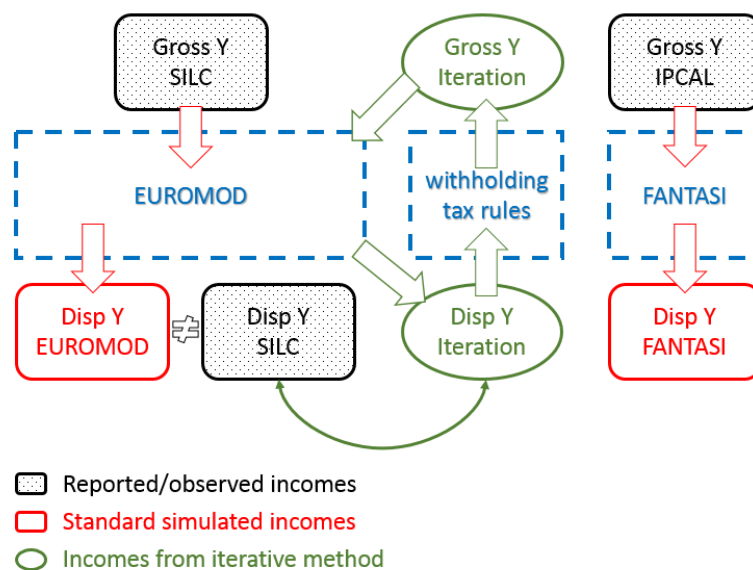 Gross Y
SILC
Gross Y
Iteration
Gross Y
IPCAL
EUROMOD
withholding
tax rules
FANTASI
Disp Y
EUROMOD
≠
Disp Y
SILC
Disp Y
Iteration
Disp Y
FANTASI
Reported/observed incomes
Standard simulated incomes
Incomes from iterative method